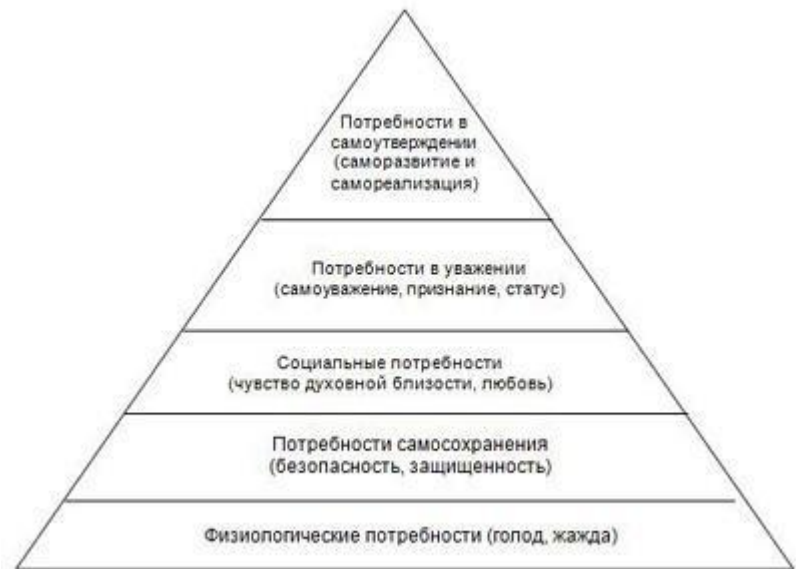 Потребности в
самоутверждении
(саморазвитие и
самореализация)
Потребности в уважении
(самоуважение, признание, статус)
Социальные потребности
(чувство духовной близости, любовь)
Потребности самосохранения
(безопасность, защищенность)
Физиологические потребности (голод, жажда)